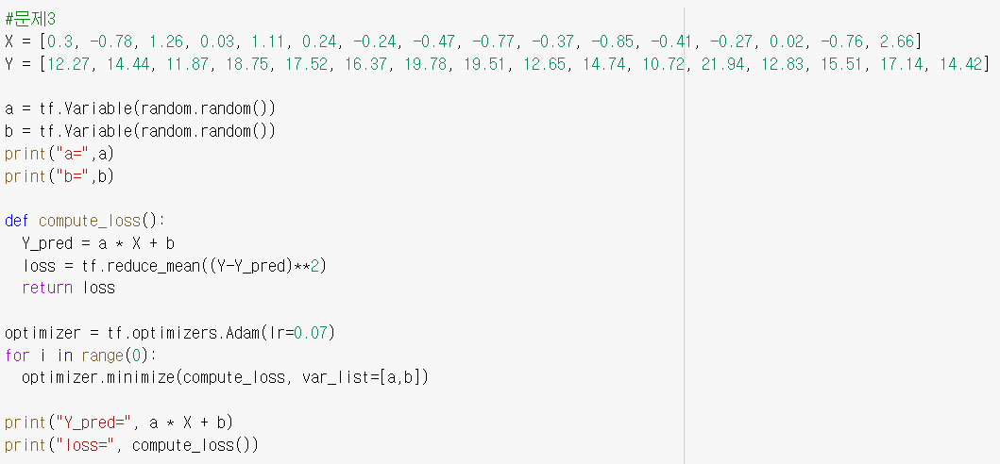 #문제3
X = [0.3, -0.78, 1.26, 0.03, 1.11, 0.24, -0.24, -0.47, -0.77, -0.37, -0.85, -0.41, -0.27, 0.02, -0.76, 2.66]
Y = [12.27, 14.44, 11.87, 18.75, 17.52, 16.37, 19.78, 19.51, 12.65, 14.74, 10.72, 21.94, 12.83, 15.51, 17.14, 14.42]
a = tf.Variable(random.random())
b = tf.Variable(random.random())
print("a=",a)
print("b=",b)
def compute_loss():
  Y_pred = a * X + b
  loss = tf.reduce_mean((Y-Y_pred)**2)
  return loss
optimizer = tf.optimizers.Adam(lr=0.07)
for i in range(0):
  optimizer.minimize(compute_loss, var_list=[a,b])
print("Y_pred=", a * X + b)
print("loss=", compute_loss())